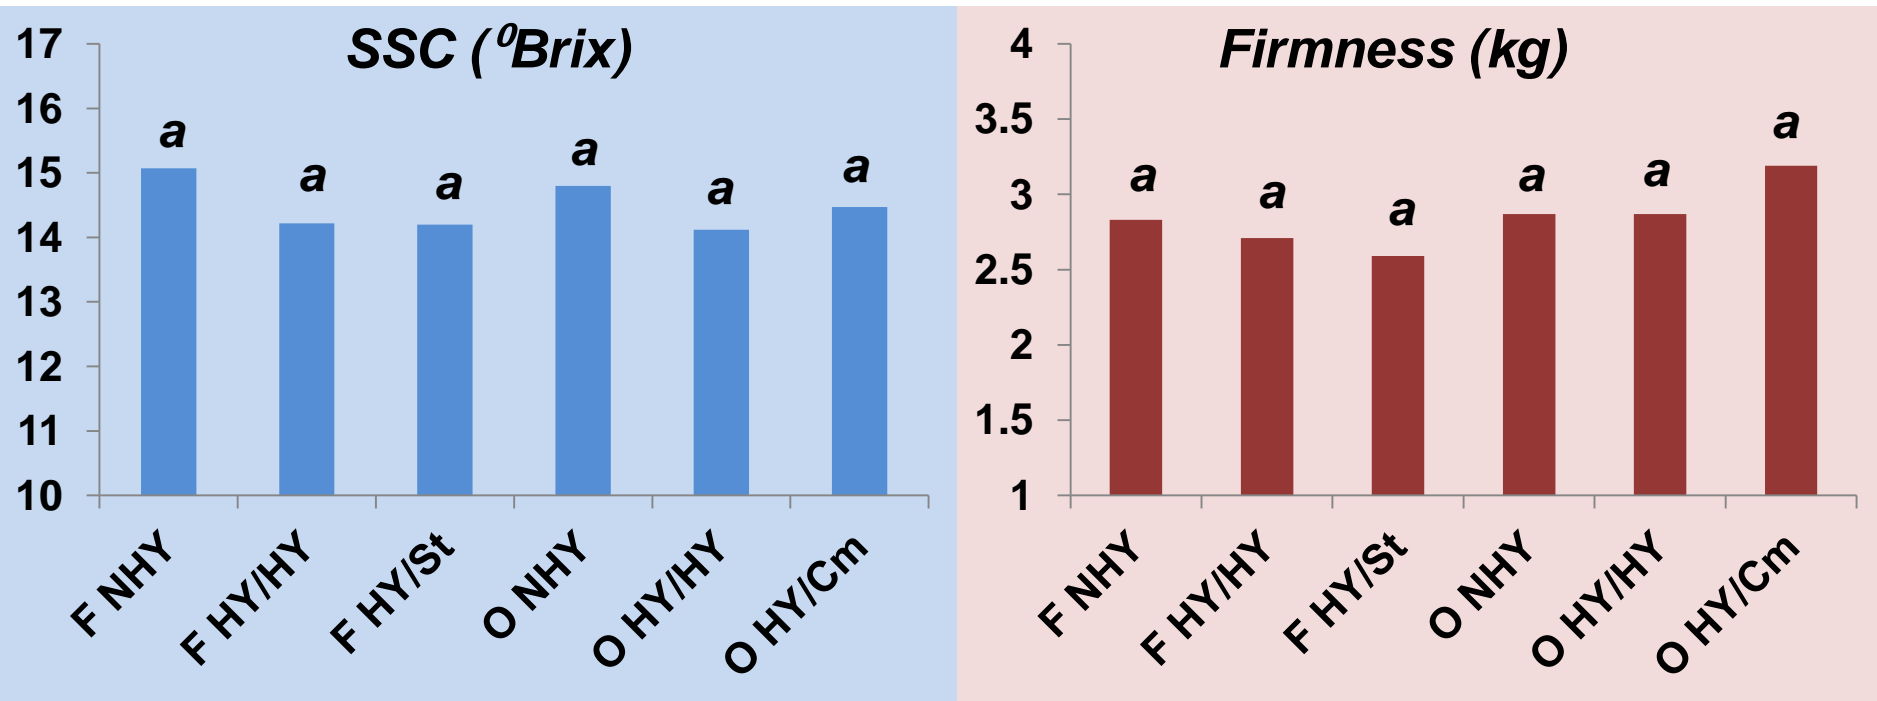 SSC (⁰Brix)
17
16
15
14
13
12
11
10
a
a
a
a
a
a
F NHY
F HY/HY
F HY/St
O NHY
O HY/HY
O HY/Cm
Firmness (kg)
4
3.5
3
2.5
2
1.5
1
a
a
a
a
a
a
F NHY
F HY/HY
F HY/St
O NHY
O HY/HY
O HY/Cm